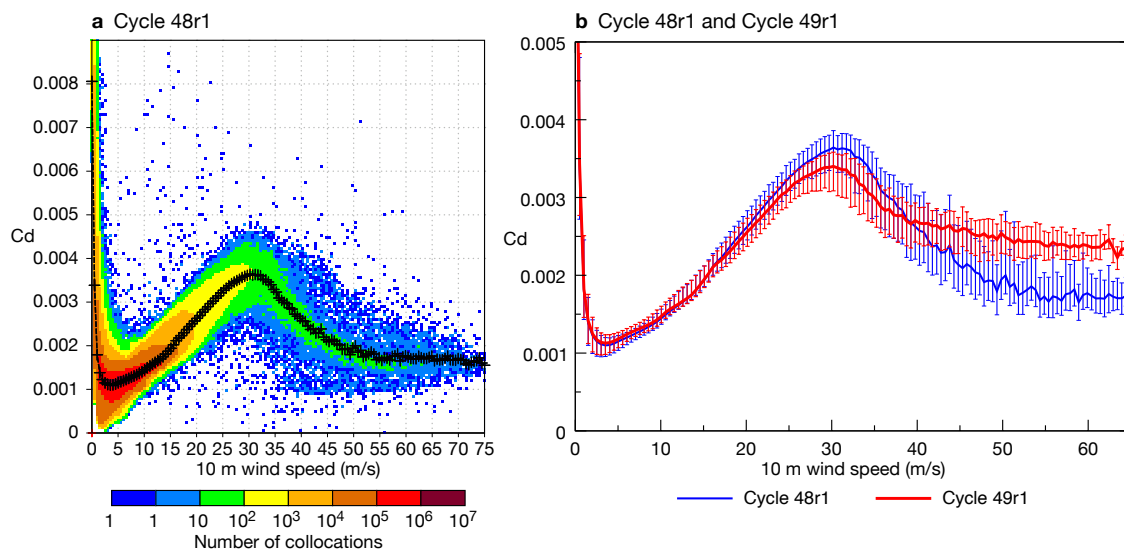 a Cycle 48r1
0.008
0.007
0.006
0.005
Cd
0.004
0.003
0.002
0.001
0
0 5 10 15 20 25 30 35 40 45 50 55 60 65 70 75
10 m wind speed (m/s)
1 1 10 10² 10³ 10⁴ 10⁵ 10⁶ 10⁷
Number of collocations
b Cycle 48r1 and Cycle 49r1
0.005
0.004
0.003
Cd
0.002
0.001
0
0 10 20 30 40 50 60
10 m wind speed (m/s)
Cycle 48r1 Cycle 49r1